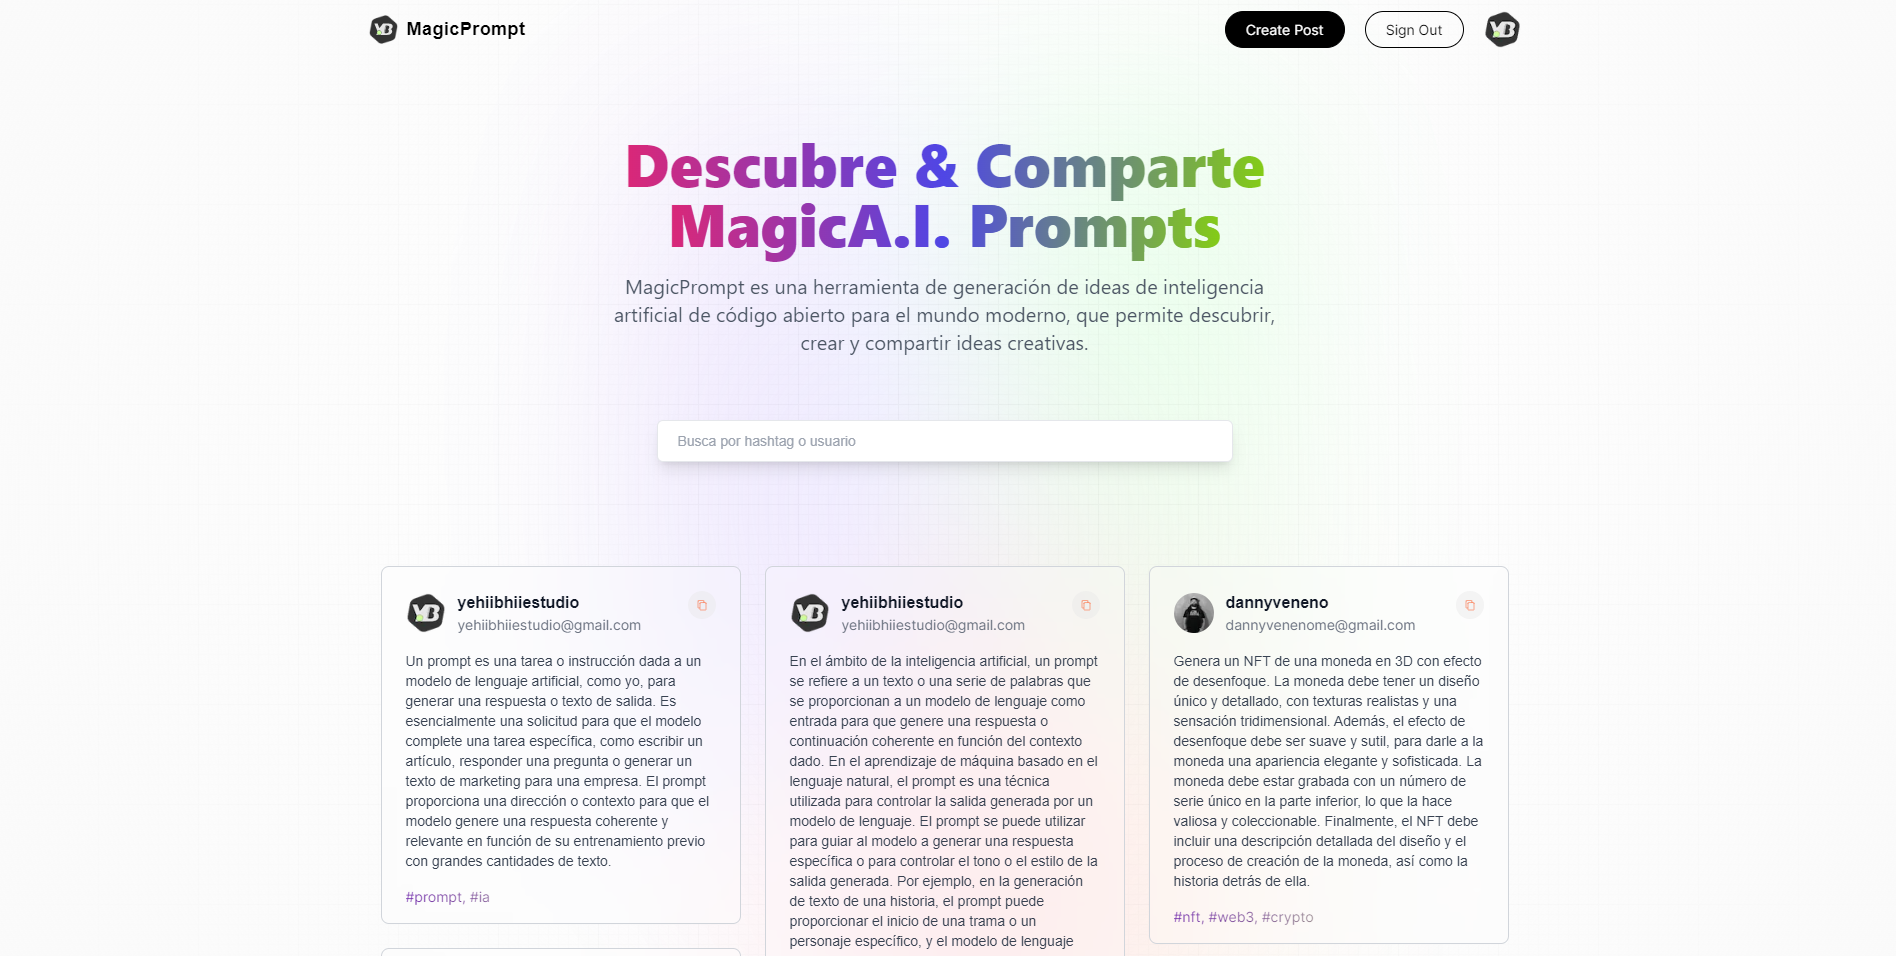 MagicPrompt
Create Post
Sign Out
Descubre & Comparte
MagicA.I. Prompts
MagicPrompt es una herramienta de generación de ideas de inteligencia
artificial de código abierto para el mundo moderno, que permite descubrir,
crear y compartir ideas creativas.
Busca por hashtag o usuario
yehiibhiiestudio
yehiibhiiestudio@gmail.com
Un prompt es una tarea o instrucción dada a un
modelo de lenguaje artificial, como yo, para
generar una respuesta o texto de salida. Es
esencialmente una solicitud para que el modelo
complete una tarea específica, como escribir un
artículo, responder una pregunta o generar un
texto de marketing para una empresa. El prompt
proporciona una dirección o contexto para que el
modelo genere una respuesta coherente y
relevante en función de su entrenamiento previo
con grandes cantidades de texto.
#prompt, #ia
yehiibhiiestudio
yehiibhiiestudio@gmail.com
En el ámbito de la inteligencia artificial, un prompt
se refiere a un texto o una serie de palabras que
se proporcionan a un modelo de lenguaje como
entrada para que genere una respuesta o
continuación coherente en función del contexto
dado. En el aprendizaje de máquina basado en el
lenguaje natural, el prompt es una técnica
utilizada para controlar la salida generada por un
modelo de lenguaje. El prompt se puede utilizar
para guiar al modelo a generar una respuesta
específica o para controlar el tono o el estilo de la
salida generada. Por ejemplo, en la generación
de texto de una historia, el prompt puede
proporcionar el inicio de una trama o un
personaje específico, y el modelo de lenguaje
dannyveneno
dannyvenenome@gmail.com
Genera un NFT de una moneda en 3D con efecto
de desenfoque. La moneda debe tener un diseño
único y detallado, con texturas realistas y una
sensación tridimensional. Además, el efecto de
desenfoque debe ser suave y sutil, para darle a la
moneda una apariencia elegante y sofisticada. La
moneda debe estar grabada con un número de
serie único en la parte inferior, lo que la hace
valiosa y coleccionable. Finalmente, el NFT debe
incluir una descripción detallada del diseño y el
proceso de creación de la moneda, así como la
historia detrás de ella.
#nft, #web3, #crypto